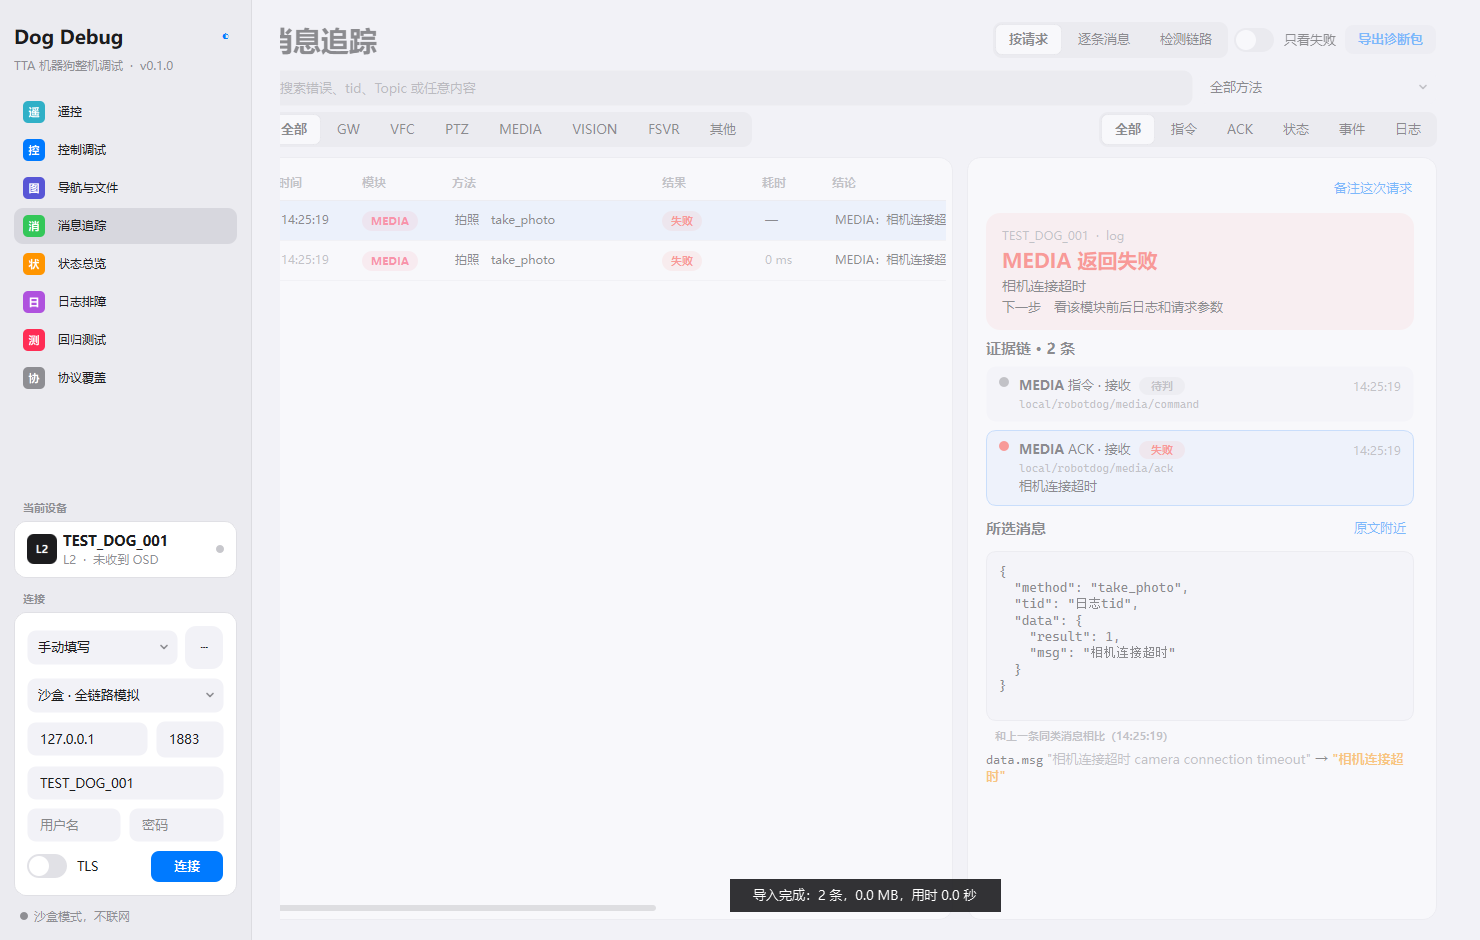 Dog Debug
TTA 机器狗整机调试 · v0.1.0
遥 遥控
控 控制调试
图 导航与文件
消 消息追踪
状 状态总览
日 日志排障
测 回归测试
协 协议覆盖
当前设备
L2 TEST_DOG_001
L2 · 未收到 OSD
连接
手动填写 ...
沙盒 · 全链路模拟
127.0.0.1 1883
TEST_DOG_001
用户名 密码
TLS 连接
沙盒模式，不联网
消息追踪
按请求 逐条消息 检测链路 只看失败 导出诊断包
搜索错误、tid、Topic 或任意内容 全部方法
全部 GW VFC PTZ MEDIA VISION FSVR 其他
全部 指令 ACK 状态 事件 日志
时间 模块 方法 结果 耗时 结论
14:25:19 MEDIA 拍照 take_photo 失败 — MEDIA：相机连接超
14:25:19 MEDIA 拍照 take_photo 失败 0 ms MEDIA：相机连接超
备注这次请求
TEST_DOG_001 · log
MEDIA 返回失败
相机连接超时
下一步 看该模块前后日志和请求参数
证据链 • 2 条
MEDIA 指令 · 接收 待判 14:25:19
local/robotdog/media/command
MEDIA ACK · 接收 失败 14:25:19
local/robotdog/media/ack
相机连接超时
所选消息 原文附近
{
"method": "take_photo",
"tid": "日志tid",
"data": {
"result": 1,
"msg": "相机连接超时"
}
}
和上一条同类消息相比（14:25:19）
data.msg "相机连接超时 camera connection timeout" → "相机连接超
时"
导入完成：2 条，0.0 MB，用时 0.0 秒